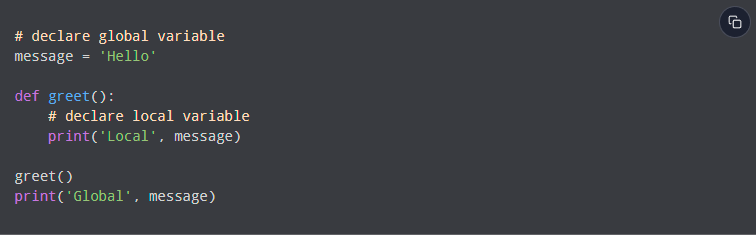 # declare global variable
message = 'Hello'

def greet():
    # declare local variable
    print('Local', message)

greet()
print('Global', message)